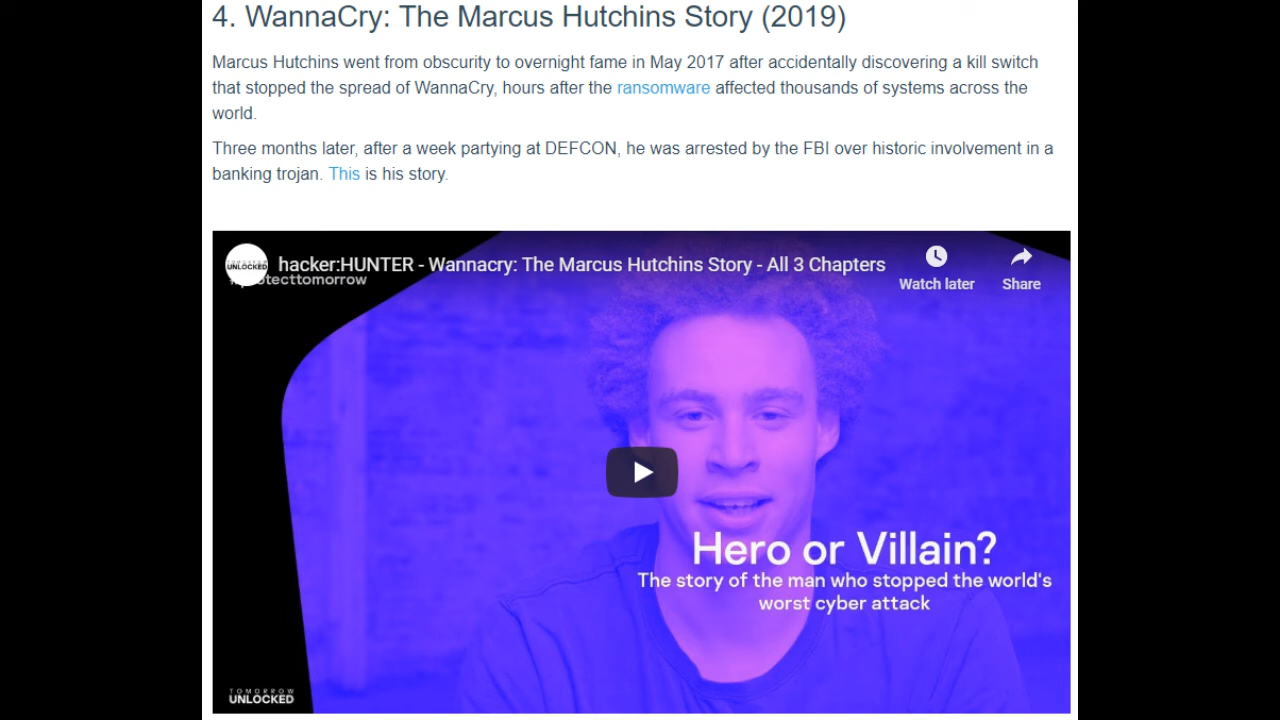 4. WannaCry: The Marcus Hutchins Story (2019)
Marcus Hutchins went from obscurity to overnight fame in May 2017 after accidentally discovering a kill switch
that stopped the spread of WannaCry, hours after the ransomware affected thousands of systems across the
world.
Three months later, after a week partying at DEFCON, he was arrested by the FBI over historic involvement in a
banking trojan. This is his story.
UNLOCKED
hacker:HUNTER - Wannacry: The Marcus Hutchins Story - All 3 Chapters
tecttomorrow
Watch later
Share
Hero or Villain?
The story of the man who stopped the world's
worst cyber attack
TOMORROW
UNLOCKED